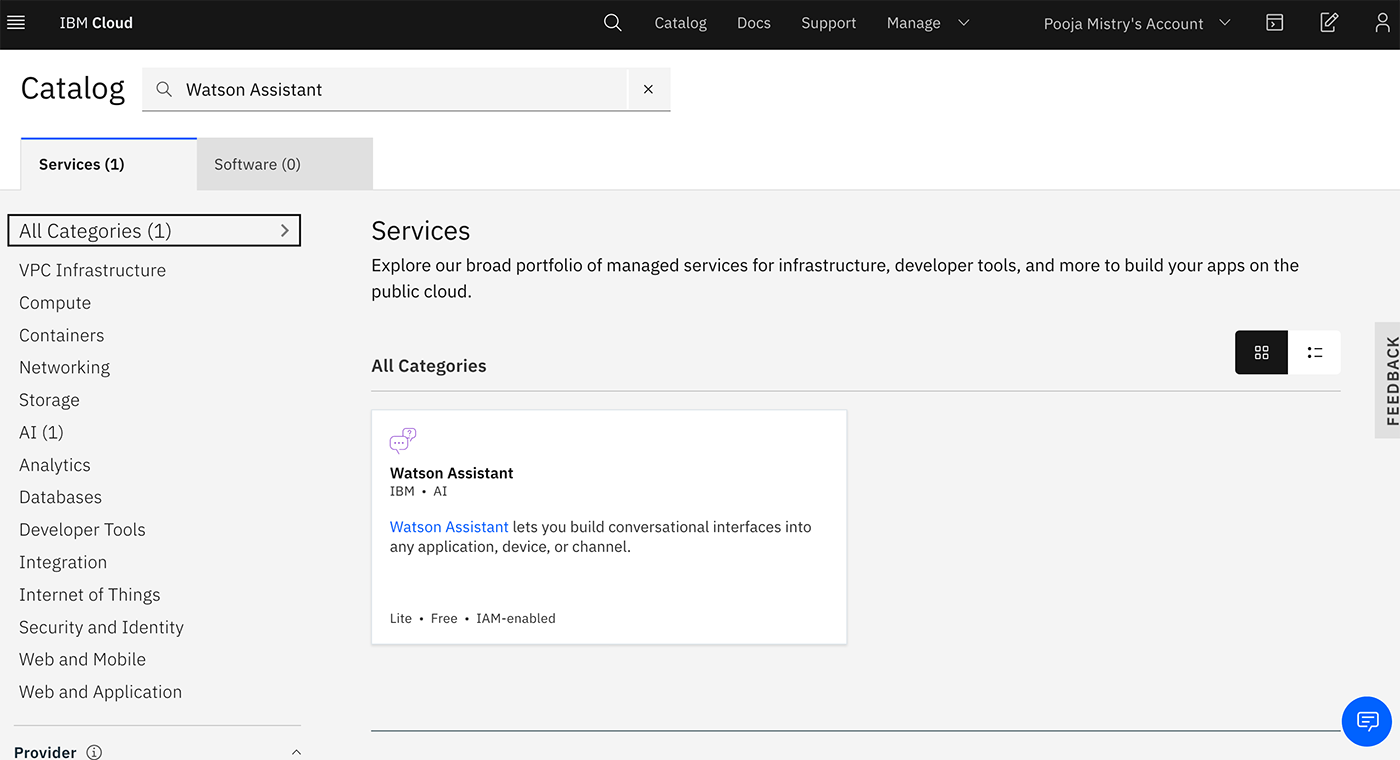 IBM Cloud Catalog Docs Support Manage Pooja Mistry's Account
Catalog Watson Assistant
Services (1) Software (0)
All Categories (1)
VPC Infrastructure
Compute
Containers
Networking
Storage
AI (1)
Analytics
Databases
Developer Tools
Integration
Internet of Things
Security and Identity
Web and Mobile
Web and Application
Provider
Services
Explore our broad portfolio of managed services for infrastructure, developer tools, and more to build your apps on the
public cloud.
All Categories
Watson Assistant
IBM • AI
Watson Assistant lets you build conversational interfaces into
any application, device, or channel.
Lite • Free • IAM-enabled
FEEDBACK